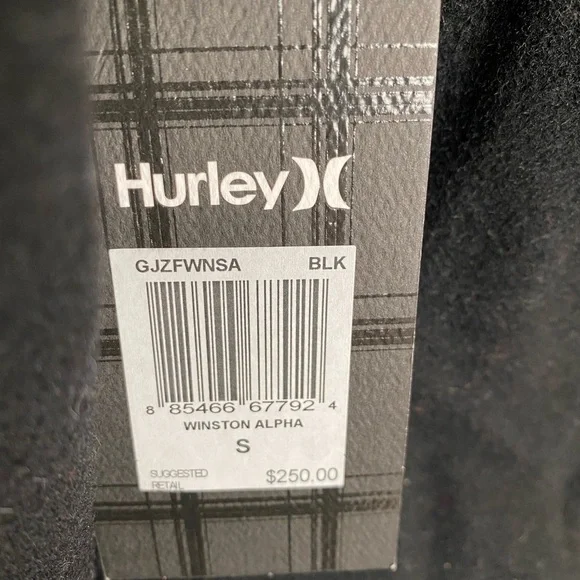 Hurley
GJZFWNSA BLK
8 85466 67792 4
WINSTON ALPHA
S
SUGGESTED
RETAIL $250.00